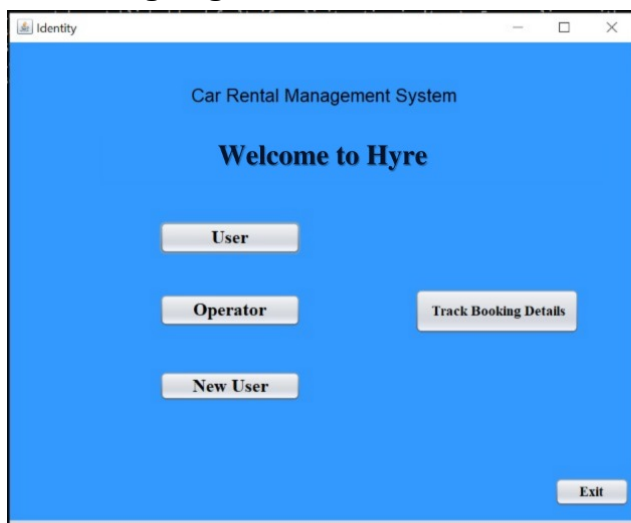 Identity
Car Rental Management System
Welcome to Hyre
User
Operator
Track Booking Details
New User
Exit